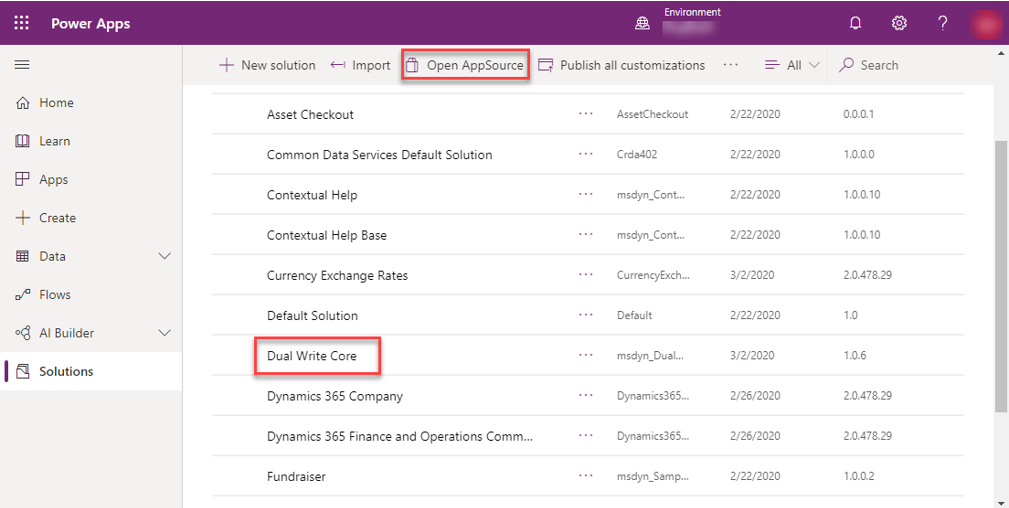 Power Apps
Environment
?
New solution Import Open AppSource Publish all customizations ... All Search
Home
Learn
Apps
Create
Data
Flows
AI Builder
Solutions
Asset Checkout ... AssetCheckout 2/22/2020 0.0.0.1
Common Data Services Default Solution ... Crda402 2/22/2020 1.0.0.0
Contextual Help ... msdyn_Cont... 2/22/2020 1.0.0.10
Contextual Help Base ... msdyn_Cont... 2/22/2020 1.0.0.10
Currency Exchange Rates ... CurrencyExch... 3/2/2020 2.0.478.29
Default Solution ... Default 2/22/2020 1.0
Dual Write Core ... msdyn_Dual... 3/2/2020 1.0.6
Dynamics 365 Company ... Dynamics365... 2/26/2020 2.0.478.29
Dynamics 365 Finance and Operations Comm... ... Dynamics365... 2/26/2020 2.0.478.29
Fundraiser ... msdyn_Samp... 2/22/2020 1.0.0.2